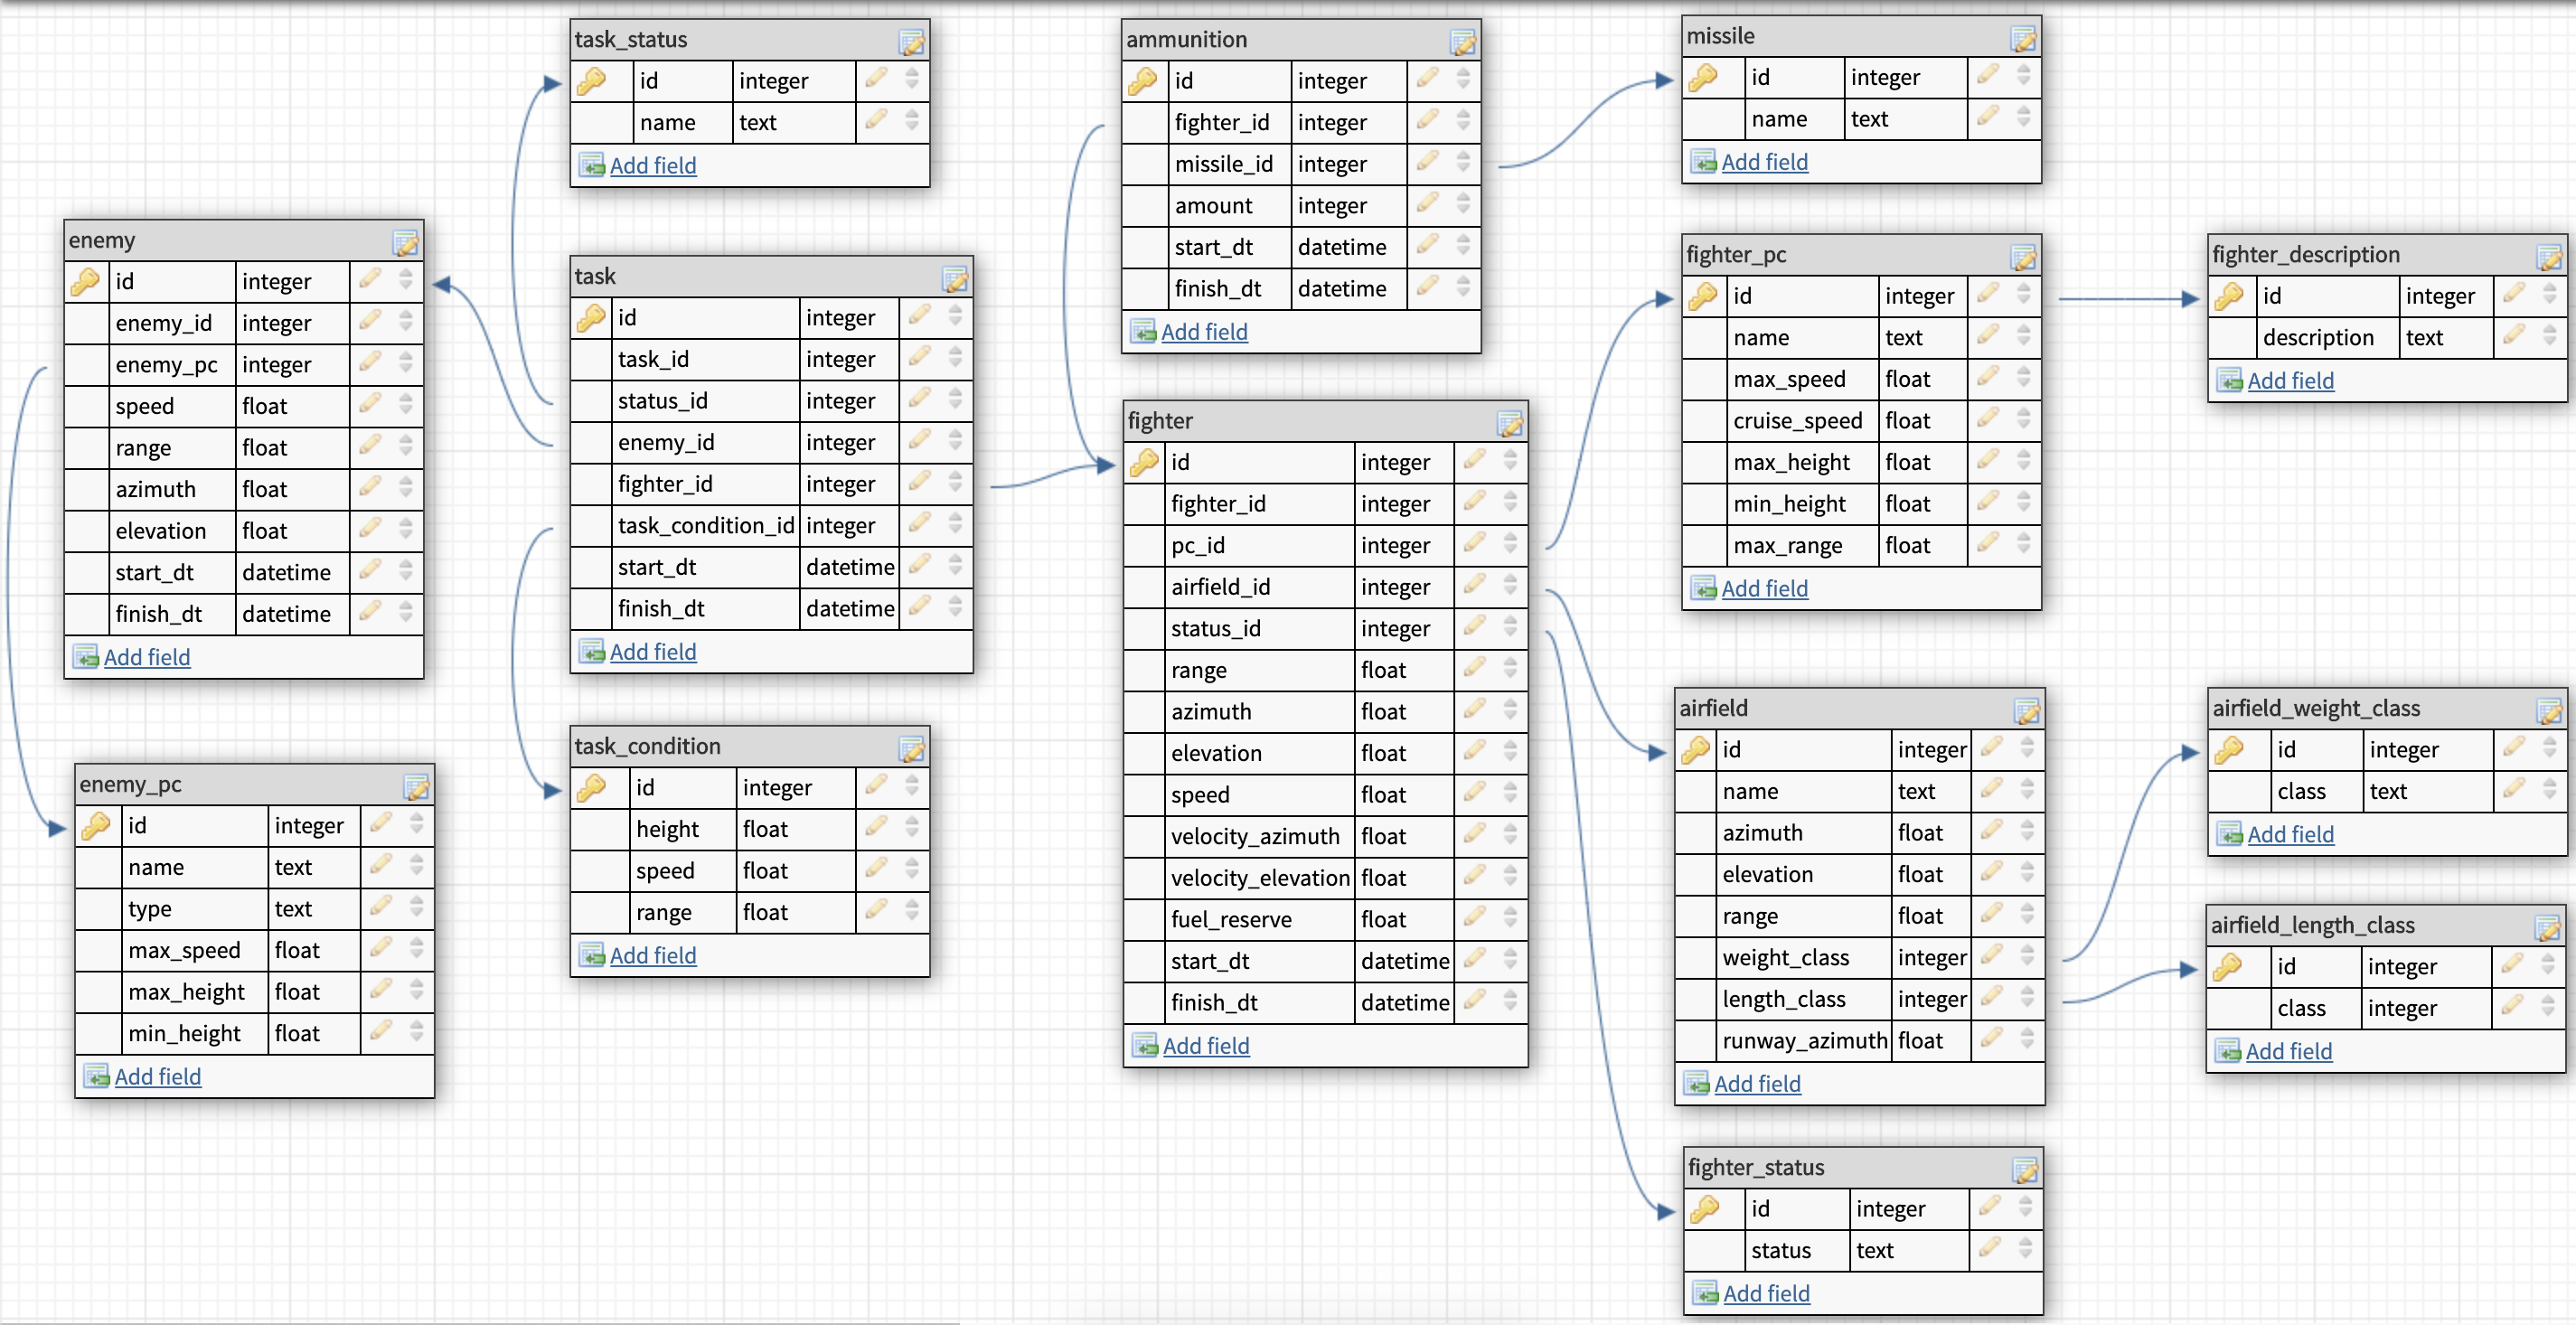 task_status
id integer
name text
Add field
ammunition
id integer
fighter_id integer
missile_id integer
amount integer
start_dt datetime
finish_dt datetime
Add field
missile
id integer
name text
Add field
enemy
id integer
enemy_id integer
enemy_pc integer
speed float
range float
azimuth float
elevation float
start_dt datetime
finish_dt datetime
Add field
task
id integer
task_id integer
status_id integer
enemy_id integer
fighter_id integer
task_condition_id integer
start_dt datetime
finish_dt datetime
Add field
fighter_pc
id integer
name text
max_speed float
cruise_speed float
max_height float
min_height float
max_range float
Add field
fighter_description
id integer
description text
Add field
fighter
id integer
fighter_id integer
pc_id integer
airfield_id integer
status_id integer
range float
azimuth float
elevation float
speed float
velocity_azimuth float
velocity_elevation float
fuel_reserve float
start_dt datetime
finish_dt datetime
Add field
enemy_pc
id integer
name text
type text
max_speed float
max_height float
min_height float
Add field
task_condition
id integer
height float
speed float
range float
Add field
airfield
id integer
name text
azimuth float
elevation float
range float
weight_class integer
length_class integer
runway_azimuth float
Add field
airfield_weight_class
id integer
class text
Add field
airfield_length_class
id integer
class integer
Add field
fighter_status
id integer
status text
Add field